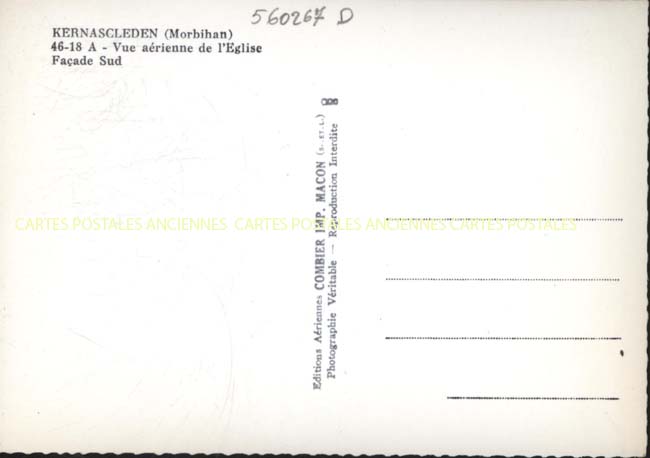 560267 D
KERNASCLEDEN (Morbihan)
46-18 A - Vue aérienne de l'Eglise
Façade Sud
Editions Aériennes COMBIER IMP. MACON (S.-ET-L.)
Photographie Véritable — Reproduction Interdite
CARTES POSTALES ANCIENNES CARTES POSTALES ANCIENNES CARTES POSTALES